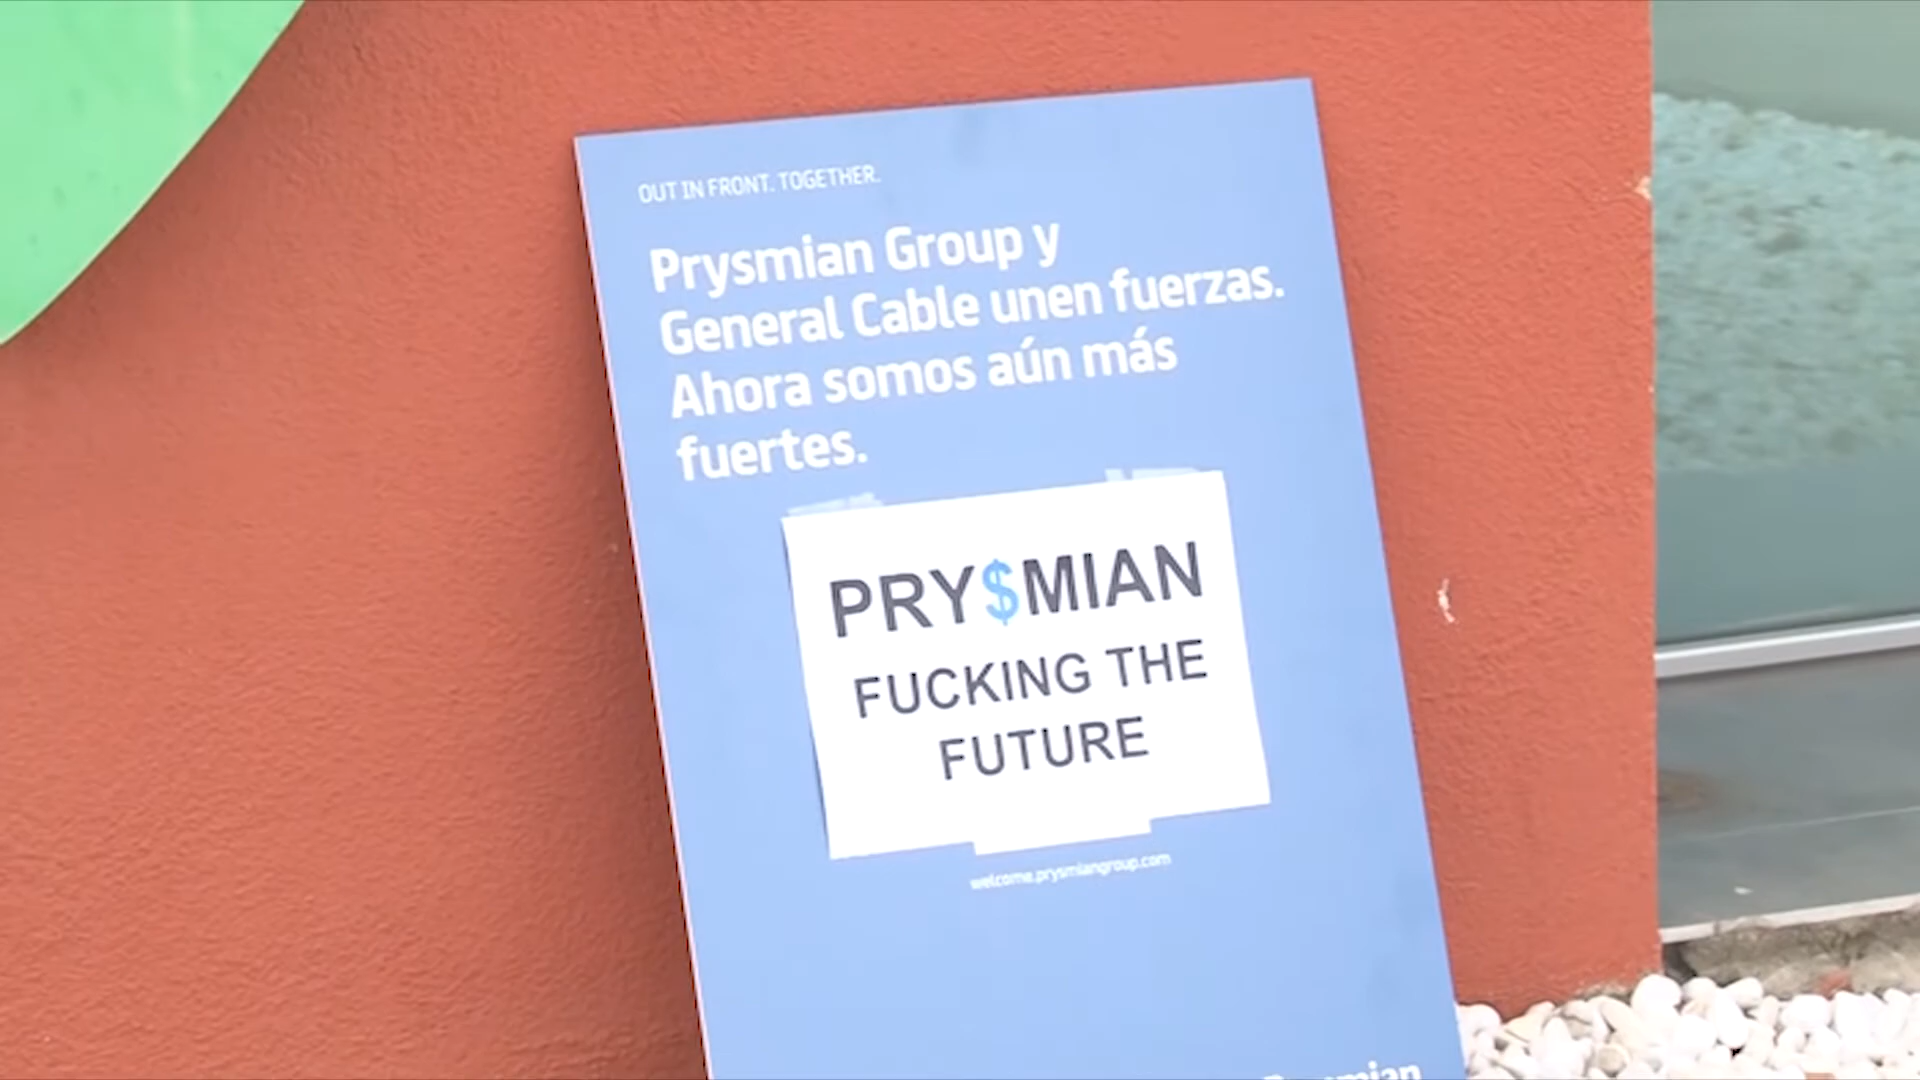 OUT IN FRONT. TOGETHER.
Prysmian Group y
General Cable unen fuerzas.
Ahora somos aún más
fuertes.
PRY$MIAN
FUCKING THE
FUTURE
welcome.prysmiangroup.com
Prysmian